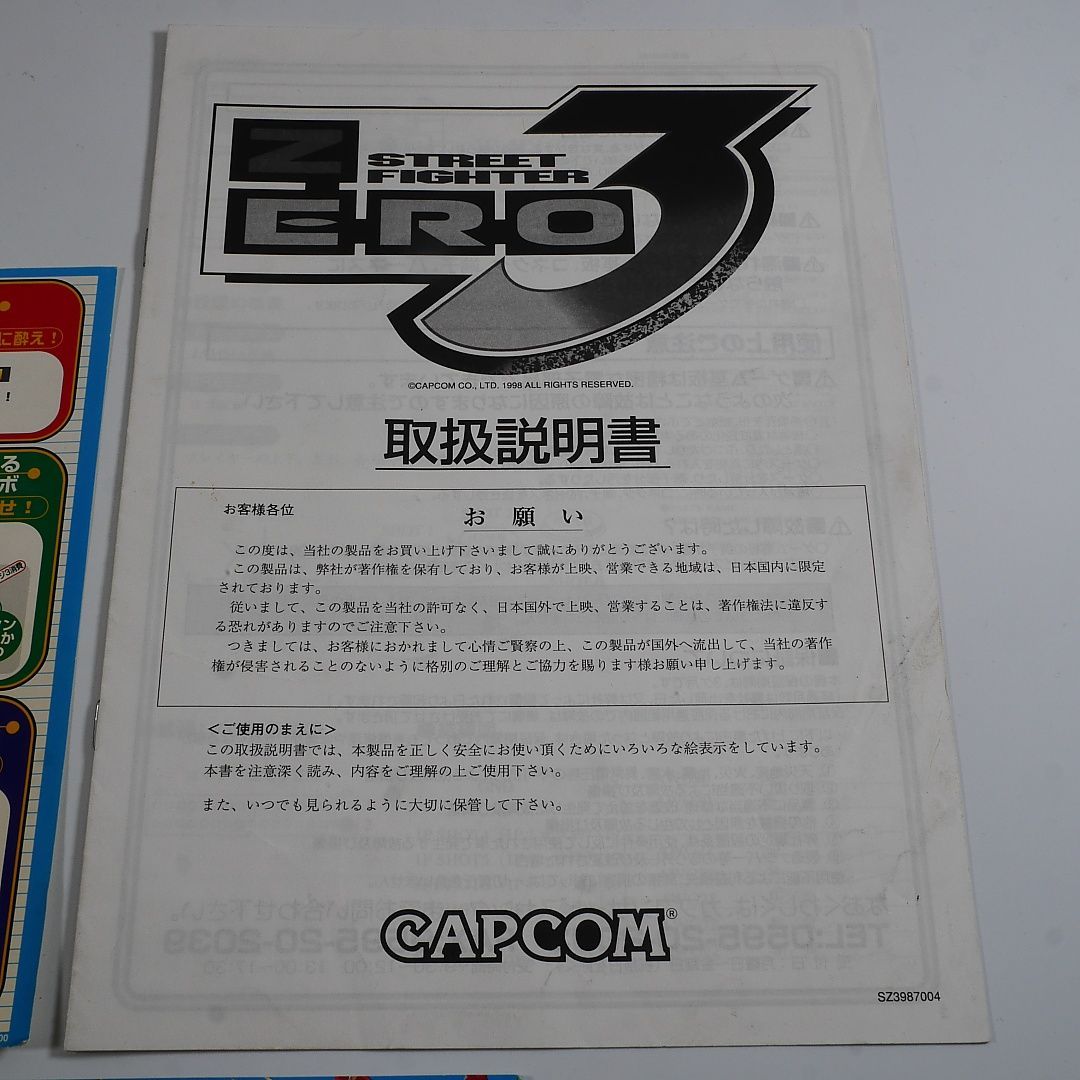 Z
STREET
FIGHTER
E-R-O
3
©CAPCOM CO., LTD. 1998 ALL RIGHTS RESERVED.
取扱説明書
お客様各位
お願い
この度は、当社の製品をお買い上げ下さいまして誠にありがとうございます。
この製品は、弊社が著作権を保有しており、お客様が上映、営業できる地域は、日本国内に限定
されております。
従いまして、この製品を当社の許可なく、日本国外で上映、営業することは、著作権法に違反す
る恐れがありますのでご注意下さい。
つきましては、お客様におかれまして心情ご賢察の上、この製品が国外へ流出して、当社の著作
権が侵害されることのないように格別のご理解とご協力を賜ります様お願い申し上げます。
＜ご使用のまえに＞
この取扱説明書では、本製品を正しく安全にお使い頂くためにいろいろな絵表示をしています。
本書を注意深く読み、内容をご理解の上ご使用下さい。
また、いつでも見られるように大切に保管して下さい。
CAPCOM®
SZ3987004
に酔え！
！
る
ボ
せ！
3消費
ン
か
00